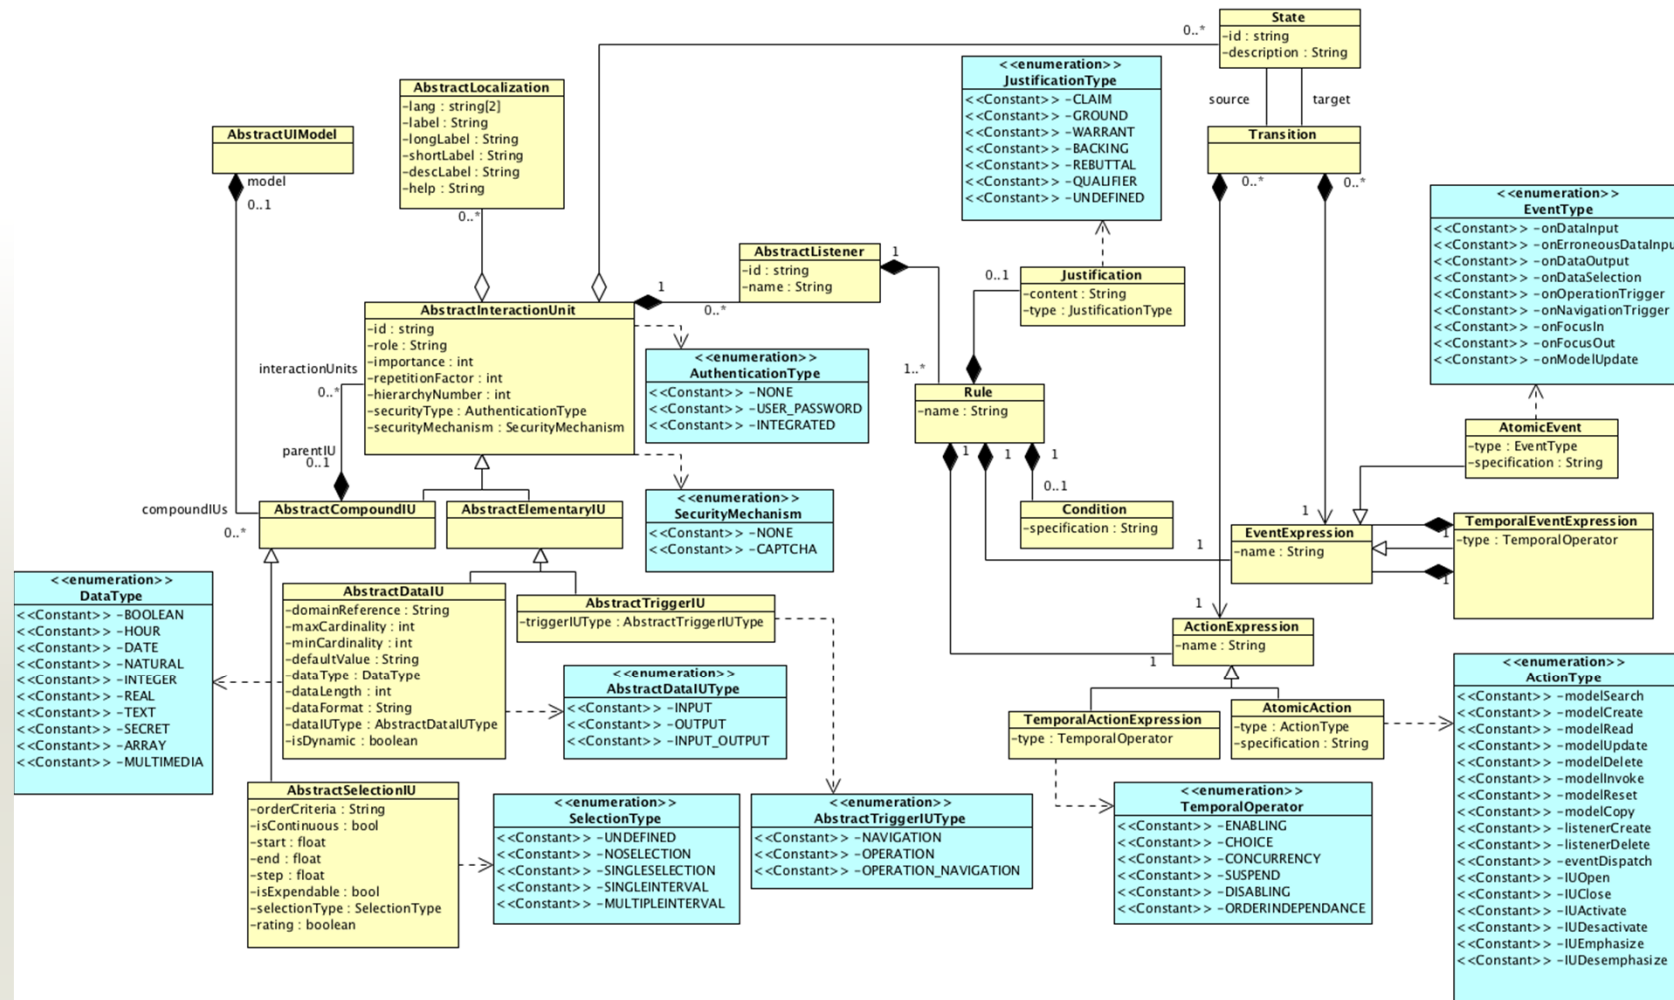 State
-id : string
-description : String
0..*
source
target
Transition
0..*
0..*
<<enumeration>>
JustificationType
<<Constant>> -CLAIM
<<Constant>> -GROUND
<<Constant>> -WARRANT
<<Constant>> -BACKING
<<Constant>> -REBUTTAL
<<Constant>> -QUALIFIER
<<Constant>> -UNDEFINED
AbstractLocalization
-lang : string[2]
-label : String
-longLabel : String
-shortLabel : String
-descLabel : String
-help : String
0..*
AbstractUIModel
model
0..1
<<enumeration>>
EventType
<<Constant>> -onDataInput
<<Constant>> -onErroneousDataInpu
<<Constant>> -onDataOutput
<<Constant>> -onDataSelection
<<Constant>> -onOperationTrigger
<<Constant>> -onNavigationTrigger
<<Constant>> -onFocusIn
<<Constant>> -onFocusOut
<<Constant>> -onModelUpdate
AbstractListener
-id : string
-name : String
1
1
0..*
Justification
-content : String
-type : JustificationType
0..1
AbstractInteractionUnit
-id : string
-role : String
-importance : int
-repetitionFactor : int
-hierarchyNumber : int
-securityType : AuthenticationType
-securityMechanism : SecurityMechanism
interactionUnits
0..*
parentIU
0..1
<<enumeration>>
AuthenticationType
<<Constant>> -NONE
<<Constant>> -USER_PASSWORD
<<Constant>> -INTEGRATED
1..*
Rule
-name : String
1
1
1
0..1
AtomicEvent
-type : EventType
-specification : String
<<enumeration>>
SecurityMechanism
<<Constant>> -NONE
<<Constant>> -CAPTCHA
compoundIUs
0..*
AbstractCompoundIU
AbstractElementaryIU
Condition
-specification : String
1
1
EventExpression
-name : String
TemporalEventExpression
-type : TemporalOperator
1
1
<<enumeration>>
DataType
<<Constant>> -BOOLEAN
<<Constant>> -HOUR
<<Constant>> -DATE
<<Constant>> -NATURAL
<<Constant>> -INTEGER
<<Constant>> -REAL
<<Constant>> -TEXT
<<Constant>> -SECRET
<<Constant>> -ARRAY
<<Constant>> -MULTIMEDIA
AbstractDataIU
-domainReference : String
-maxCardinality : int
-minCardinality : int
-defaultValue : String
-dataType : DataType
-dataLength : int
-dataFormat : String
-dataIUType : AbstractDataIUType
-isDynamic : boolean
AbstractTriggerIU
-triggerIUType : AbstractTriggerIUType
1
1
ActionExpression
-name : String
<<enumeration>>
AbstractDataIUType
<<Constant>> -INPUT
<<Constant>> -OUTPUT
<<Constant>> -INPUT_OUTPUT
TemporalActionExpression
-type : TemporalOperator
AtomicAction
-type : ActionType
-specification : String
<<enumeration>>
ActionType
<<Constant>> -modelSearch
<<Constant>> -modelCreate
<<Constant>> -modelRead
<<Constant>> -modelUpdate
<<Constant>> -modelDelete
<<Constant>> -modelInvoke
<<Constant>> -modelReset
<<Constant>> -modelCopy
<<Constant>> -listenerCreate
<<Constant>> -listenerDelete
<<Constant>> -eventDispatch
<<Constant>> -IUOpen
<<Constant>> -IUClose
<<Constant>> -IUActivate
<<Constant>> -IUDesactivate
<<Constant>> -IUEmphasize
<<Constant>> -IUDesemphasize
AbstractSelectionIU
-orderCriteria : String
-isContinuous : bool
-start : float
-end : float
-step : float
-isExpendable : bool
-selectionType : SelectionType
-rating : boolean
<<enumeration>>
SelectionType
<<Constant>> -UNDEFINED
<<Constant>> -NOSELECTION
<<Constant>> -SINGLESELECTION
<<Constant>> -SINGLEINTERVAL
<<Constant>> -MULTIPLEINTERVAL
<<enumeration>>
AbstractTriggerIUType
<<Constant>> -NAVIGATION
<<Constant>> -OPERATION
<<Constant>> -OPERATION_NAVIGATION
<<enumeration>>
TemporalOperator
<<Constant>> -ENABLING
<<Constant>> -CHOICE
<<Constant>> -CONCURRENCY
<<Constant>> -SUSPEND
<<Constant>> -DISABLING
<<Constant>> -ORDERINDEPENDANCE